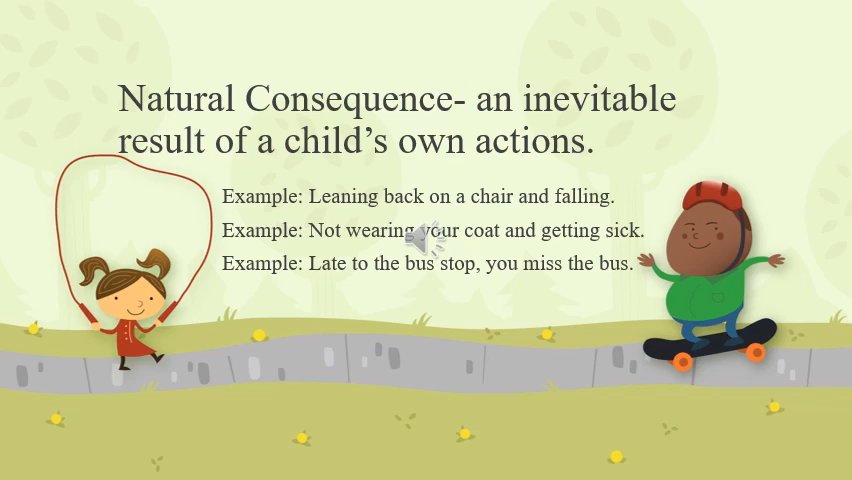 Natural Consequence- an inevitable
result of a child’s own actions.
Example: Leaning back on a chair and falling.
Example: Not wearing your coat and getting sick.
Example: Late to the bus stop, you miss the bus.